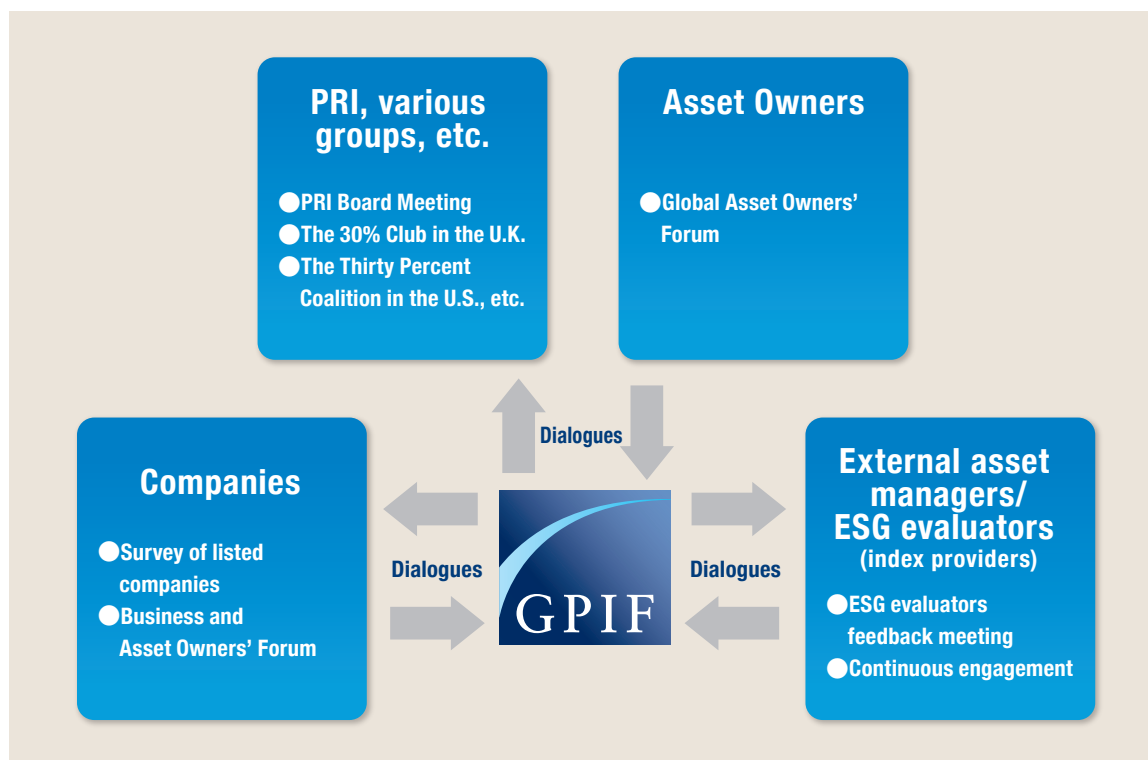 PRI, various
groups, etc.
●PRI Board Meeting
●The 30% Club in the U.K.
●The Thirty Percent
Coalition in the U.S., etc.
Asset Owners
●Global Asset Owners'
Forum
Dialogues
Companies
●Survey of listed
companies
●Business and
Asset Owners' Forum
Dialogues
GPIF
Dialogues
External asset
managers/
ESG evaluators
(index providers)
●ESG evaluators
feedback meeting
●Continuous engagement